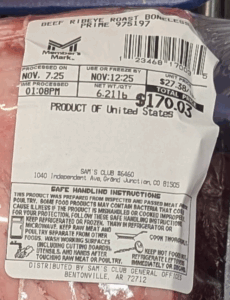 BEEF RIBEYE ROAST BONELESS
PRIME 975197
Member's
Mark
PROCESSED ON
NOV. 7.25
USE OR FREEZE BY
NOV.12:25
$27.38
TIME PROCESSED
01:08PM
NET WT/QTY
6.21lb
TOTAL
$170.03
PRODUCT OF United States
SAM'S CLUB #6460
1040 Independent Ave, Grand Junction, CO 81505
SAFE HANDLING INSTRUCTIONS
THIS PRODUCT WAS PREPARED FROM INSPECTED AND PASSED MEAT AND/OR
POULTRY. SOME FOOD PRODUCTS MAY CONTAIN BACTERIA THAT COULD
CAUSE ILLNESS IF THE PRODUCT IS MISHANDLED OR COOKED IMPROPERLY.
FOR YOUR PROTECTION, FOLLOW THESE SAFE HANDLING INSTRUCTIONS.
KEEP REFRIGERATED OR FROZEN. THAW IN REFRIGERATOR OR
MICROWAVE.
KEEP RAW MEAT AND
POULTRY SEPARATE FROM OTHER
FOODS. WASH WORKING SURFACES
(INCLUDING CUTTING BOARDS),
UTENSILS, AND HANDS AFTER
TOUCHING RAW MEAT OR POULTRY.
COOK THOROUGHLY.
KEEP HOT FOODS HOT.
REFRIGERATE LEFTOVERS
IMMEDIATELY OR DISCARD.
DISTRIBUTED BY SAM'S CLUB GENERAL OFFICES
BENTONVILLE, AR 72712